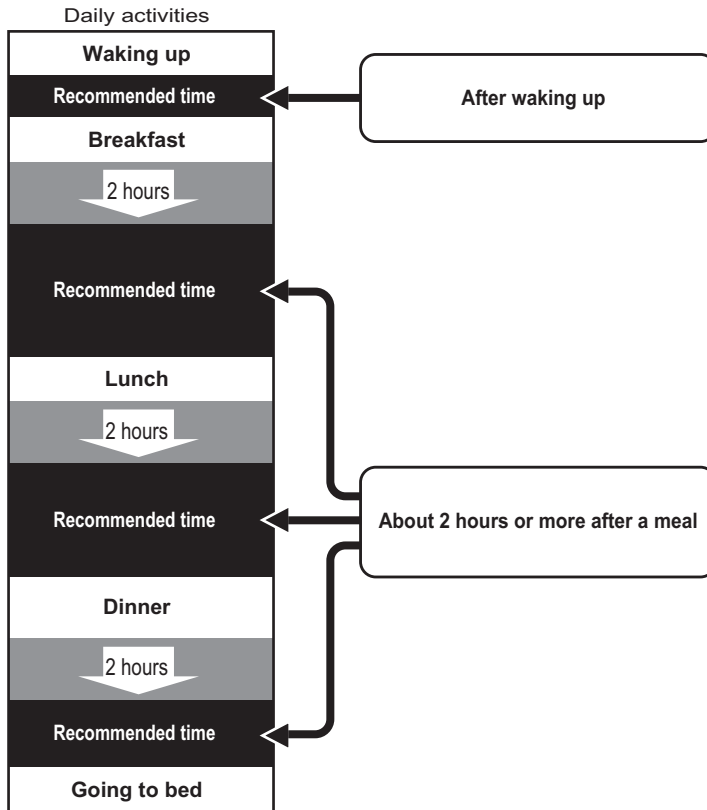 Daily activities
Waking up
Recommended time
After waking up
Breakfast
2 hours
Recommended time
Lunch
2 hours
Recommended time
About 2 hours or more after a meal
Dinner
2 hours
Recommended time
Going to bed